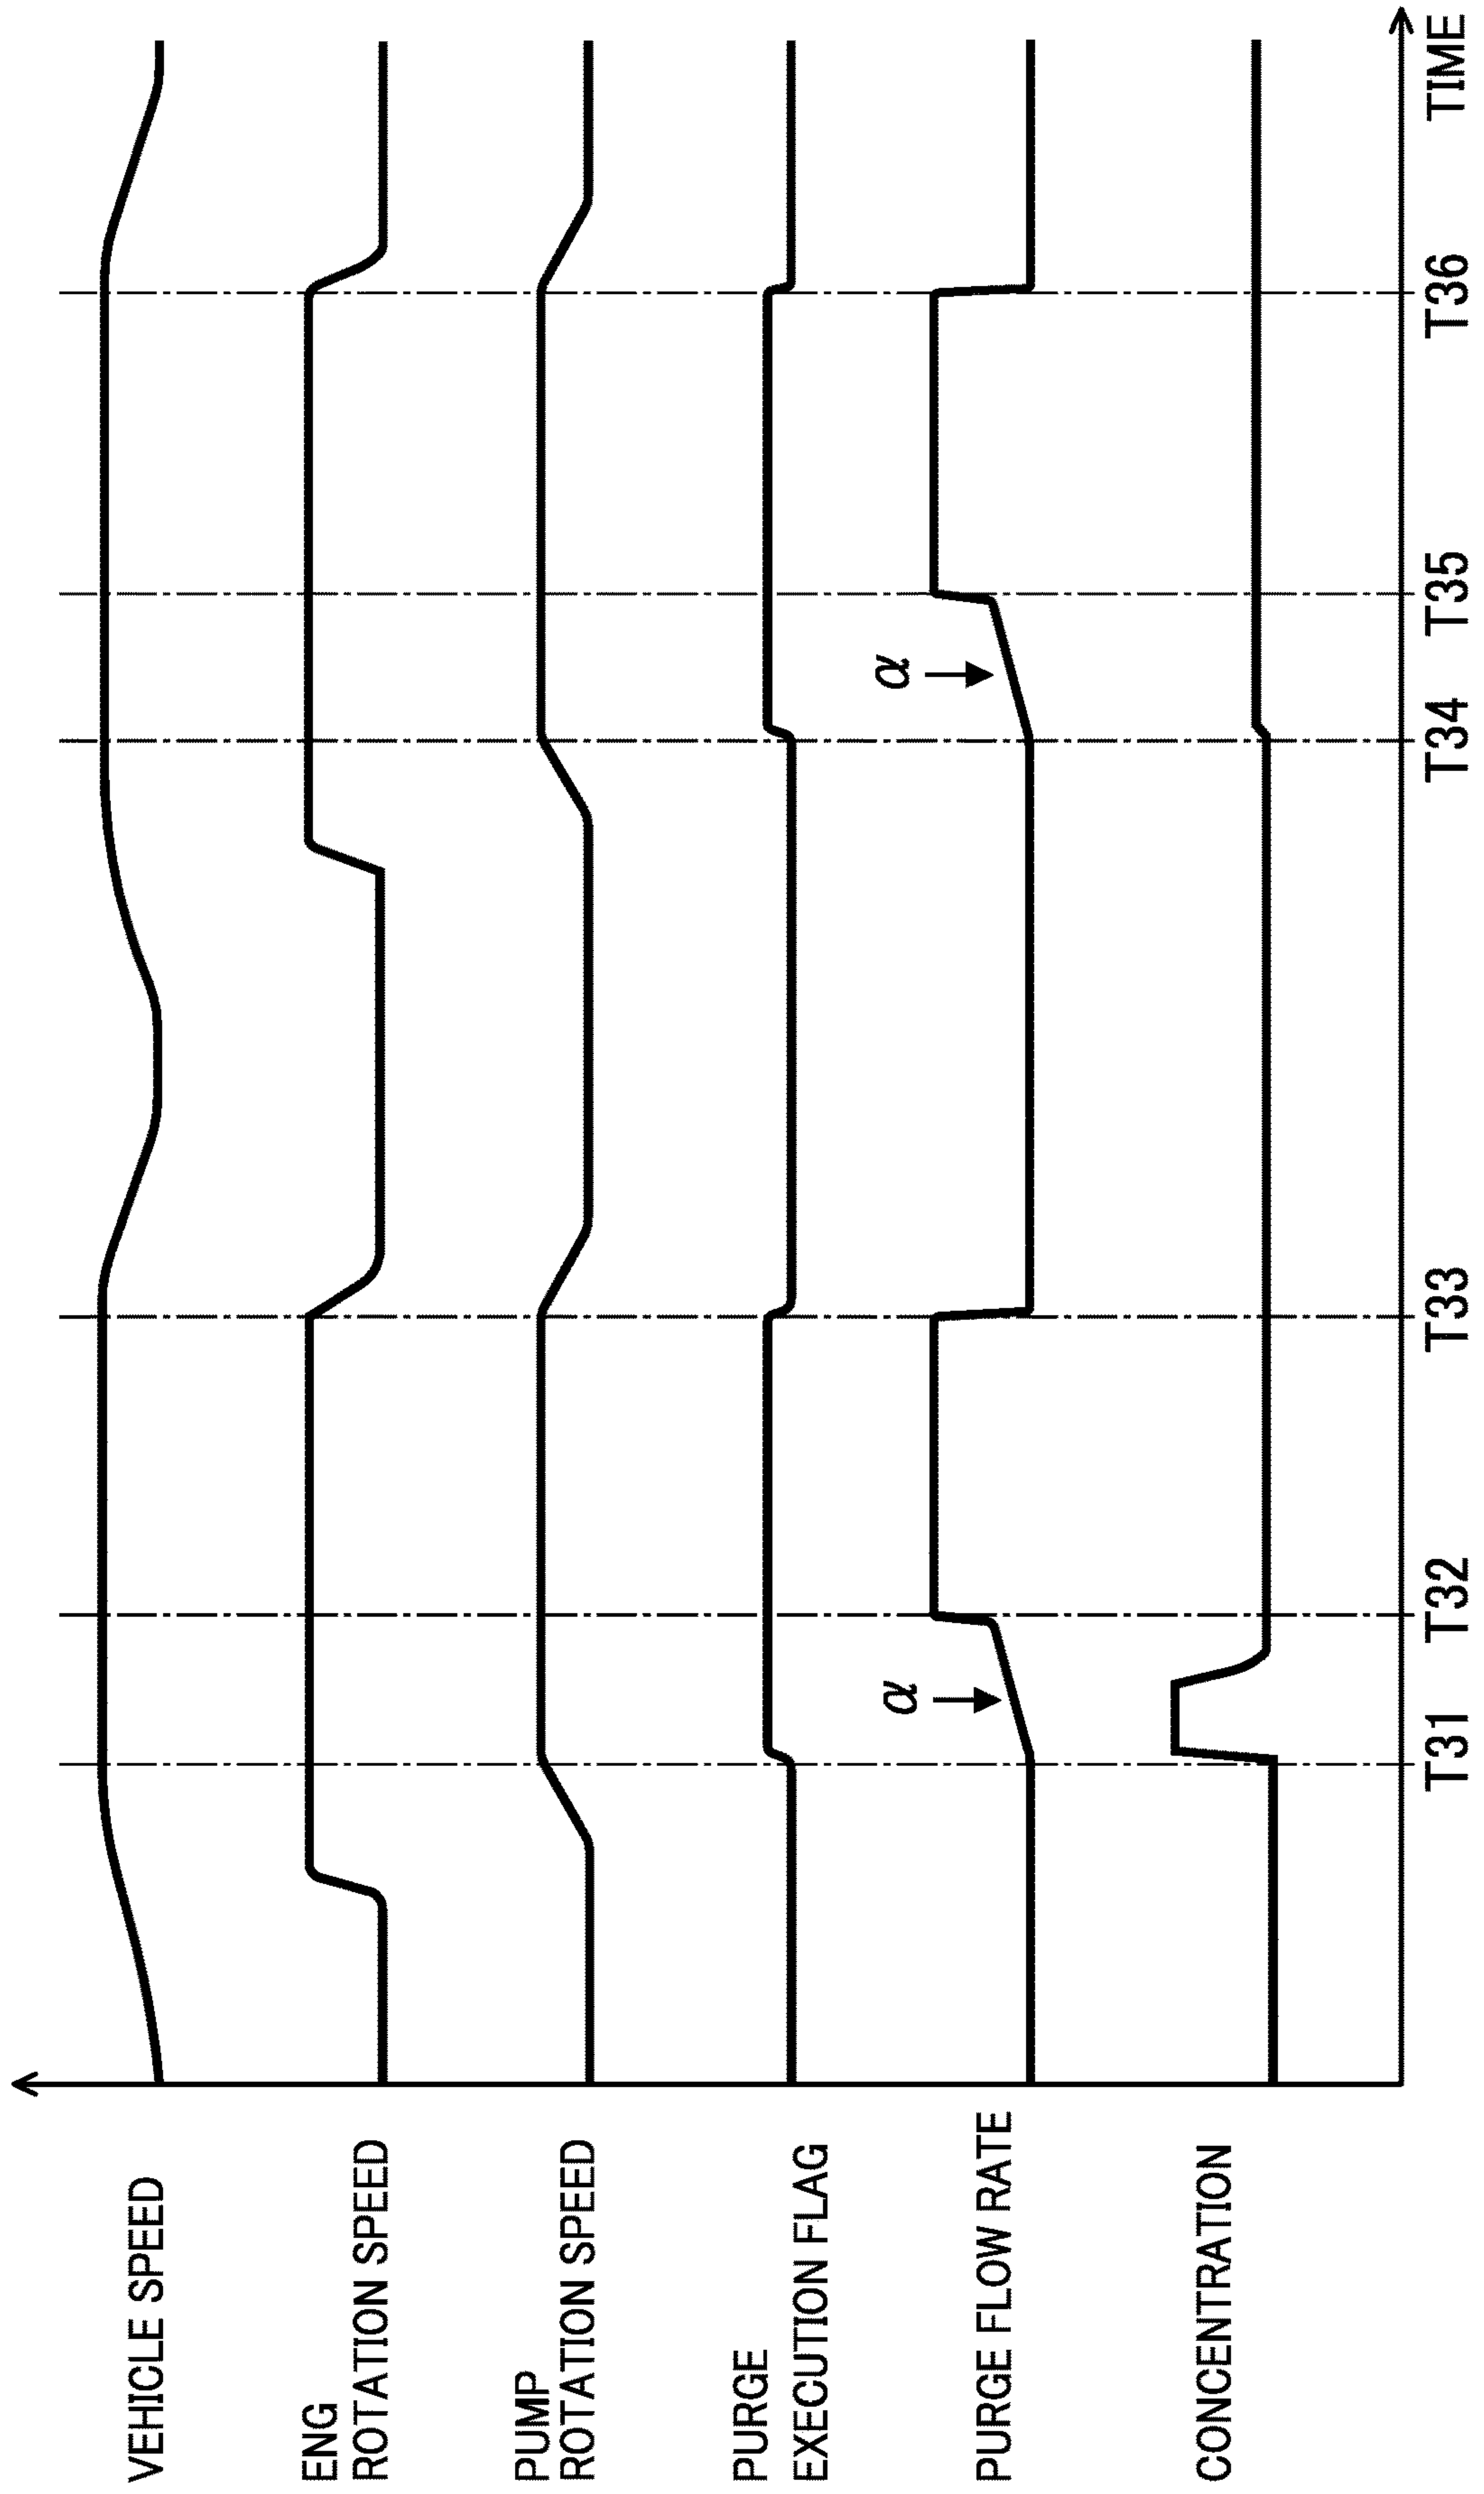 VEHICLE SPEED
ENG
ROTATION SPEED
PUMP
ROTATION SPEED
PURGE
EXECUTION FLAG
PURGE FLOW RATE
α
α
CONCENTRATION
T31 T32 T33 T34 T35 T36 TIME